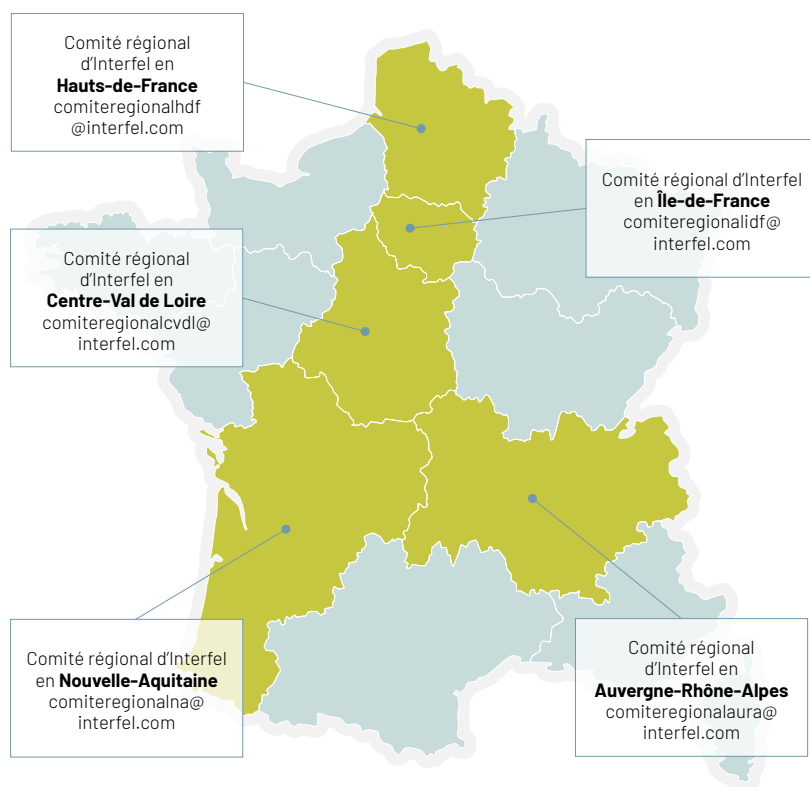 Comité régional
d’Interfel en
Hauts-de-France
comiteregionalhdf
@interfel.com
Comité régional d’Interfel
en Île-de-France
comiteregionalidf@
interfel.com
Comité régional
d’Interfel en
Centre-Val de Loire
comiteregionalcvdl@
interfel.com
Comité régional d’Interfel
en Nouvelle-Aquitaine
comiteregionalna@
interfel.com
Comité régional
d’Interfel en
Auvergne-Rhône-Alpes
comiteregionalaura@
interfel.com